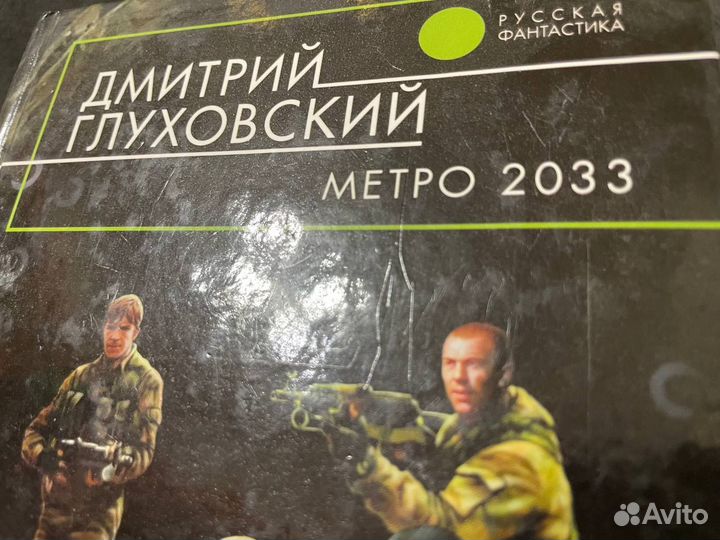 РУССКАЯ
ФАНТАСТИКА
ДМИТРИЙ
ГЛУХОВСКИЙ
МЕТРО 2033
Avito